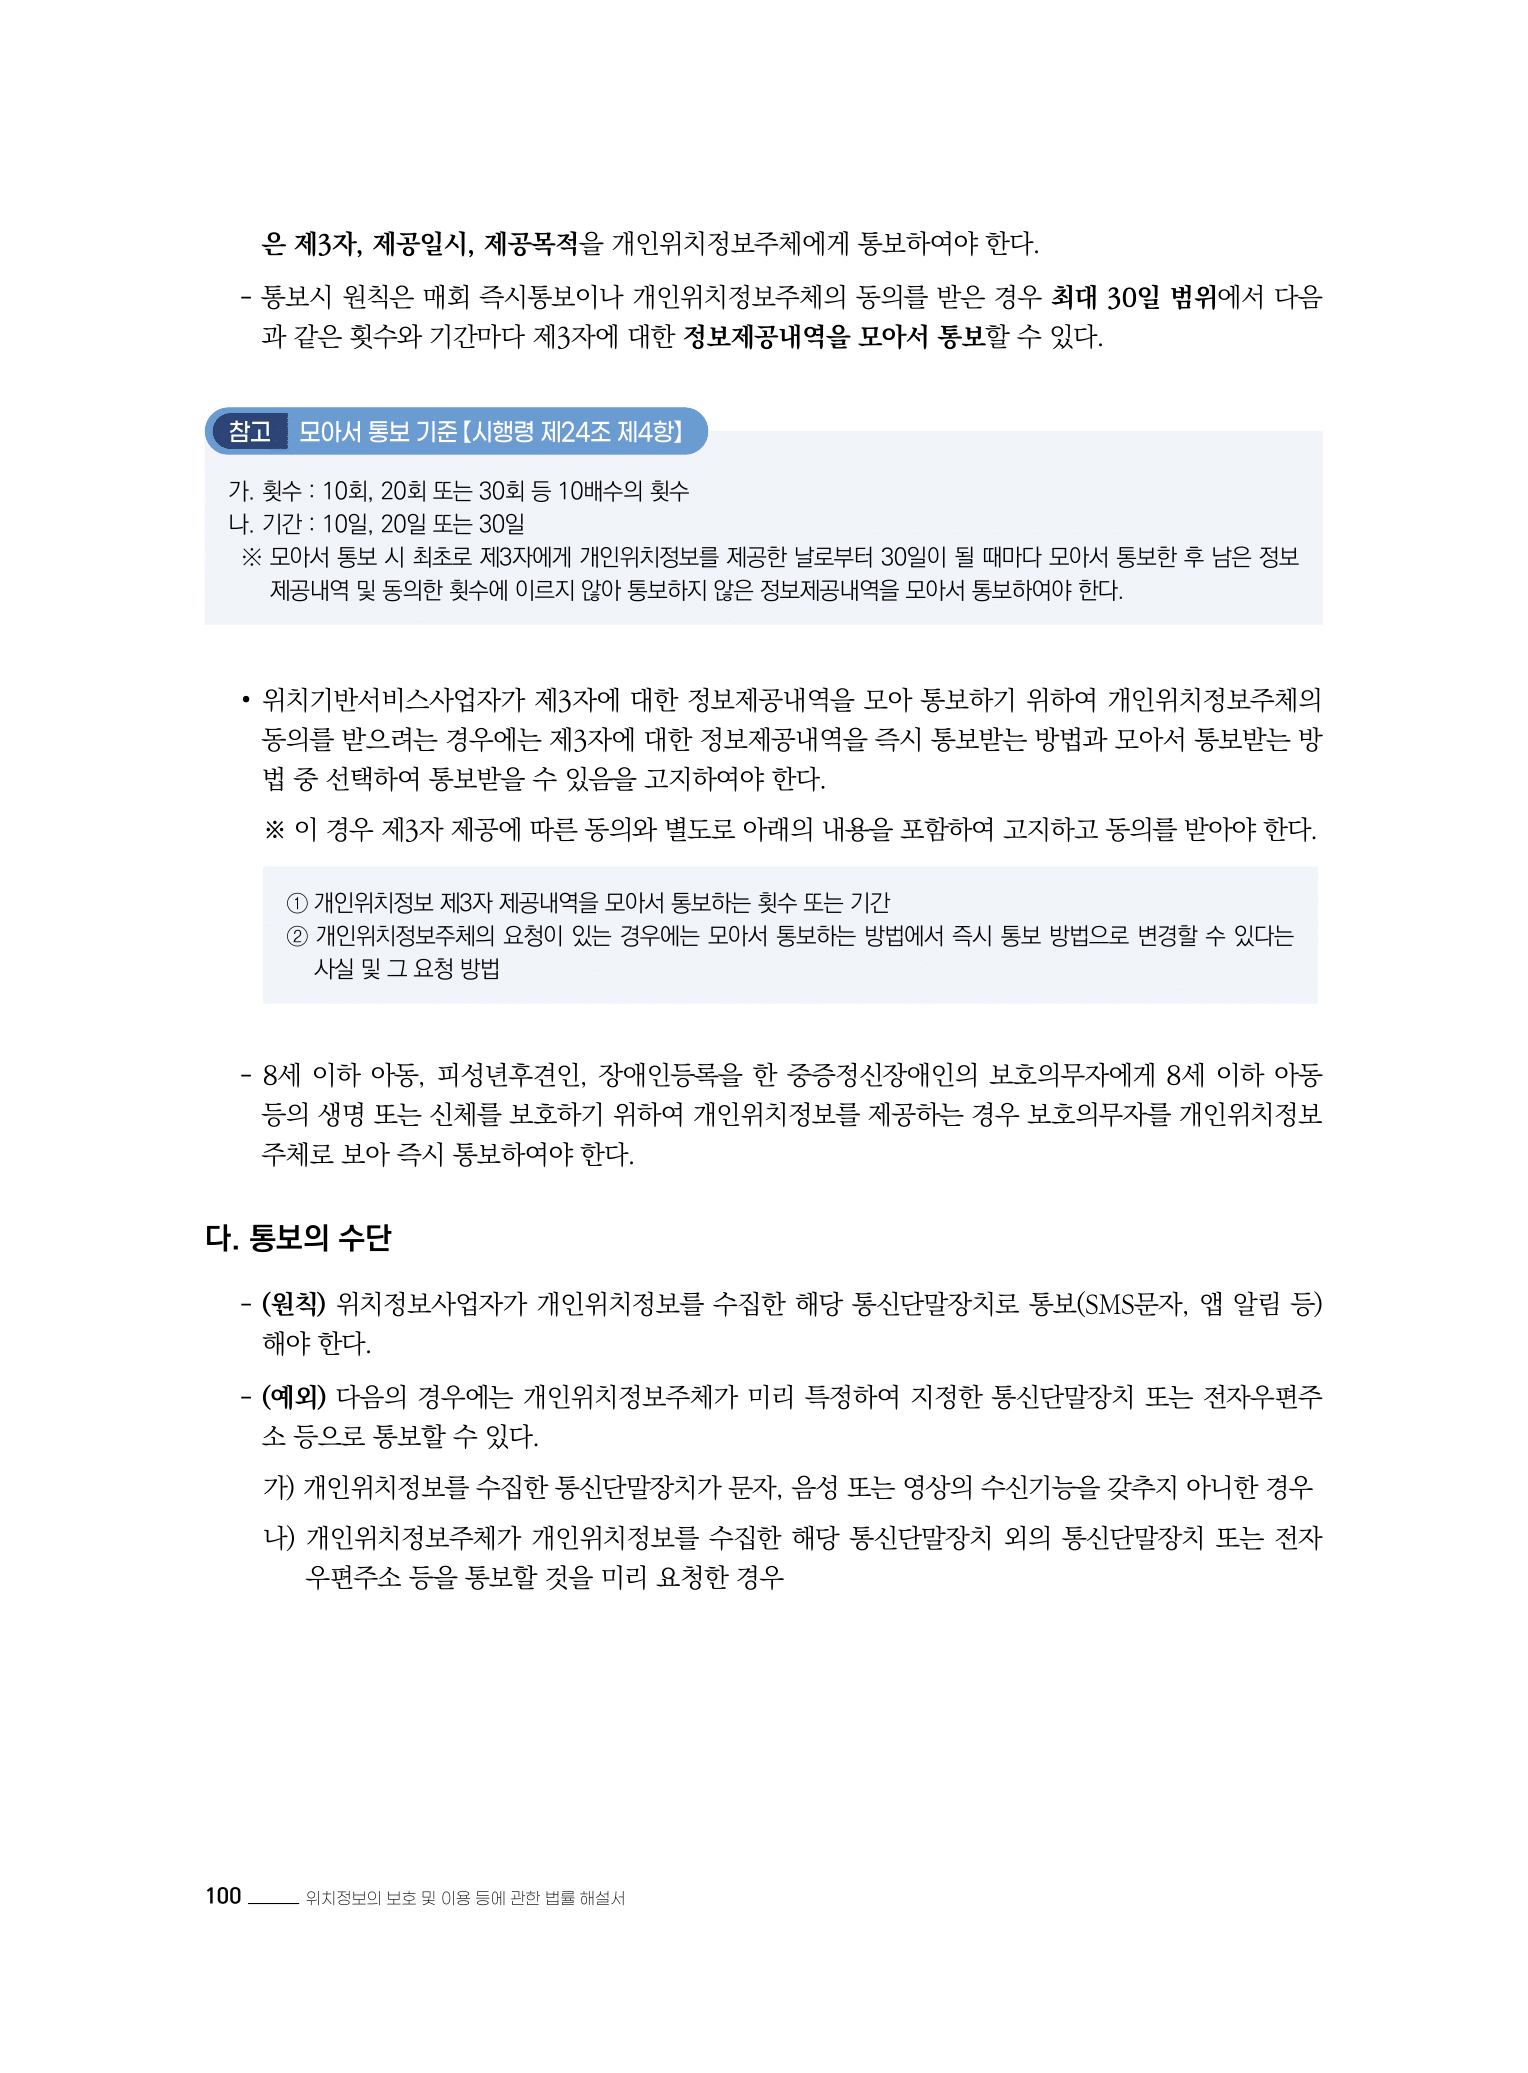 은 제3자, 제공일시, 제공목적을 개인위치정보주체에게 통보하여야 한다.
- 통보시 원칙은 매회 즉시통보이나 개인위치정보주체의 동의를 받은 경우 최대 30일 범위에서 다음
과 같은 횟수와 기간마다 제3자에 대한 정보제공내역을 모아서 통보할 수 있다.
참고 모아서 통보 기준【시행령 제24조 제4항】
가. 횟수 : 10회, 20회 또는 30회 등 10배수의 횟수
나. 기간 : 10일, 20일 또는 30일
※ 모아서 통보 시 최초로 제3자에게 개인위치정보를 제공한 날로부터 30일이 될 때마다 모아서 통보한 후 남은 정보
제공내역 및 동의한 횟수에 이르지 않아 통보하지 않은 정보제공내역을 모아서 통보하여야 한다.
• 위치기반서비스사업자가 제3자에 대한 정보제공내역을 모아 통보하기 위하여 개인위치정보주체의
동의를 받으려는 경우에는 제3자에 대한 정보제공내역을 즉시 통보받는 방법과 모아서 통보받는 방
법 중 선택하여 통보받을 수 있음을 고지하여야 한다.
※ 이 경우 제3자 제공에 따른 동의와 별도로 아래의 내용을 포함하여 고지하고 동의를 받아야 한다.
① 개인위치정보 제3자 제공내역을 모아서 통보하는 횟수 또는 기간
② 개인위치정보주체의 요청이 있는 경우에는 모아서 통보하는 방법에서 즉시 통보 방법으로 변경할 수 있다는
사실 및 그 요청 방법
- 8세 이하 아동, 피성년후견인, 장애인등록을 한 중증정신장애인의 보호의무자에게 8세 이하 아동
등의 생명 또는 신체를 보호하기 위하여 개인위치정보를 제공하는 경우 보호의무자를 개인위치정보
주체로 보아 즉시 통보하여야 한다.
다. 통보의 수단
- (원칙) 위치정보사업자가 개인위치정보를 수집한 해당 통신단말장치로 통보(SMS문자, 앱 알림 등)
해야 한다.
- (예외) 다음의 경우에는 개인위치정보주체가 미리 특정하여 지정한 통신단말장치 또는 전자우편주
소 등으로 통보할 수 있다.
가) 개인위치정보를 수집한 통신단말장치가 문자, 음성 또는 영상의 수신기능을 갖추지 아니한 경우
나) 개인위치정보주체가 개인위치정보를 수집한 해당 통신단말장치 외의 통신단말장치 또는 전자
우편주소 등을 통보할 것을 미리 요청한 경우
100 위치정보의 보호 및 이용 등에 관한 법률 해설서